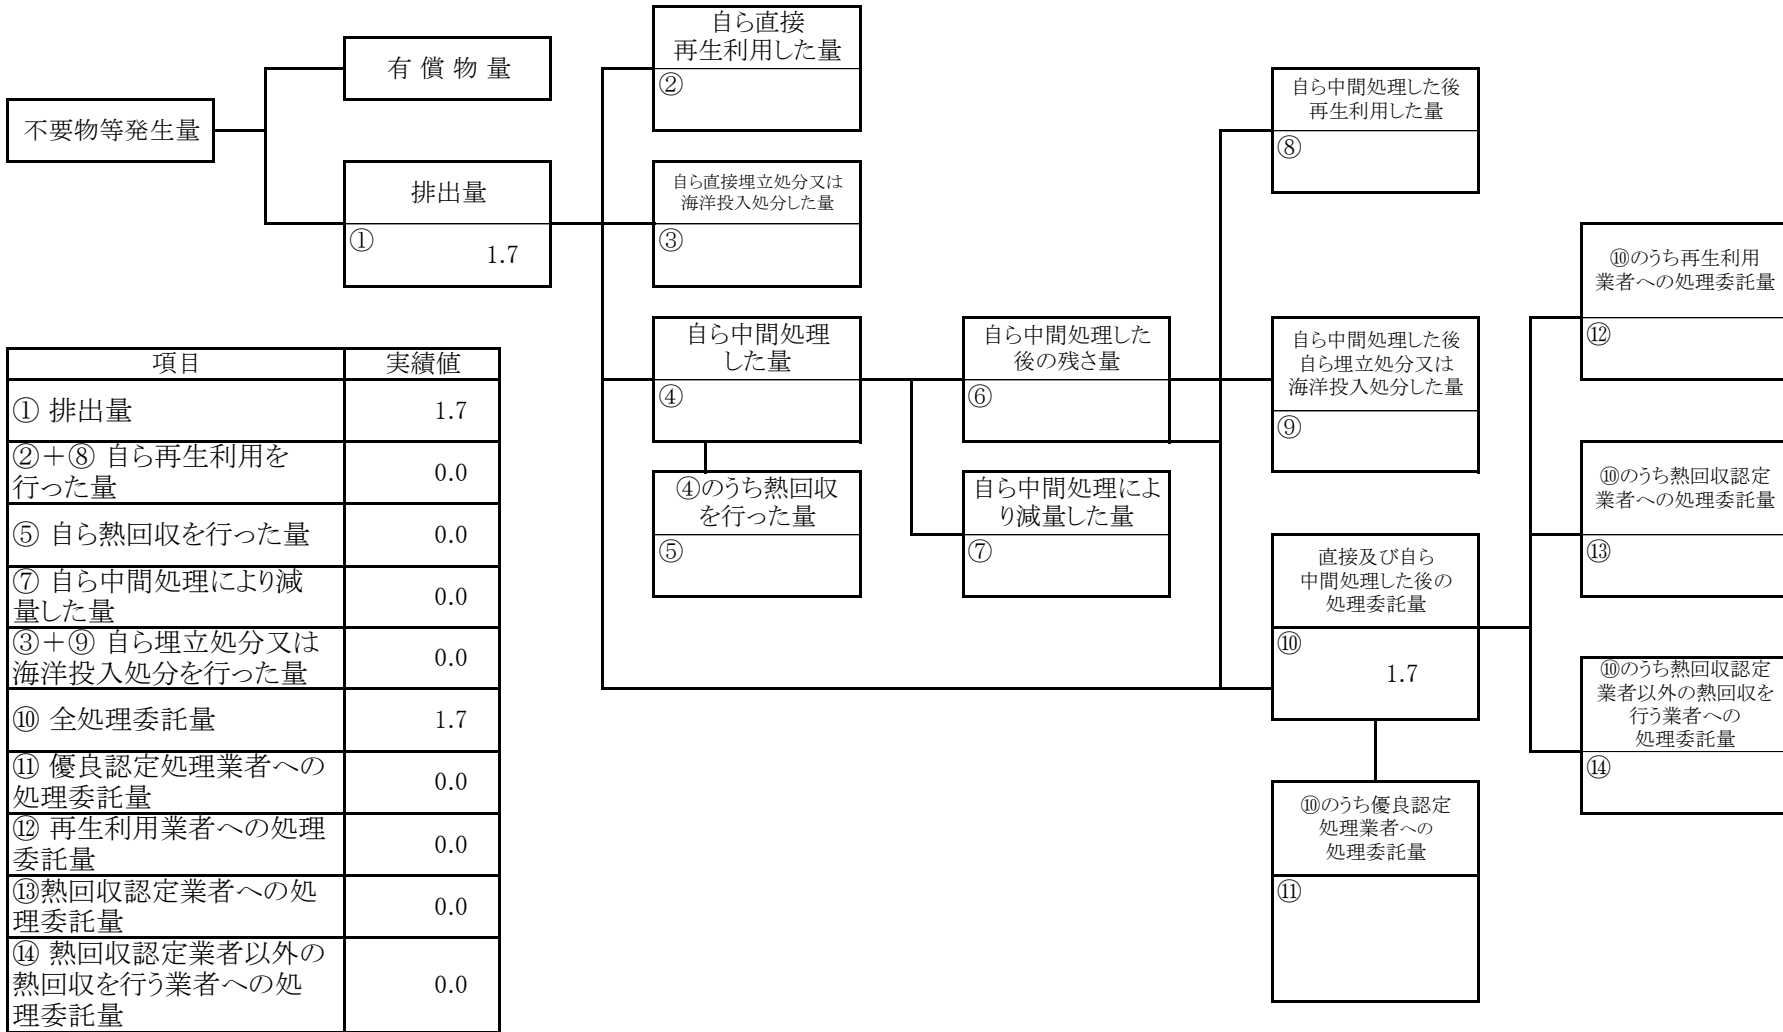 不要物等発生量
有 償 物 量
排出量
①
1.7
自ら直接
再生利用した量
②
自ら直接埋立処分又は
海洋投入処分した量
③
自ら中間処理
した量
④
④のうち熱回収
を行った量
⑤
自ら中間処理した
後の残さ量
⑥
自ら中間処理によ
り減量した量
⑦
自ら中間処理した後
再生利用した量
⑧
自ら中間処理した後
自ら埋立処分又は
海洋投入処分した量
⑨
直接及び自ら
中間処理した後の
処理委託量
⑩
1.7
⑩のうち優良認定
処理業者への
処理委託量
⑪
⑩のうち再生利用
業者への処理委託量
⑫
⑩のうち熱回収認定
業者への処理委託量
⑬
⑩のうち熱回収認定
業者以外の熱回収を
行う業者への
処理委託量
⑭
項目 実績値
① 排出量 1.7
②+⑧ 自ら再生利用を
行った量 0.0
⑤ 自ら熱回収を行った量 0.0
⑦ 自ら中間処理により減
量した量 0.0
③+⑨ 自ら埋立処分又は
海洋投入処分を行った量 0.0
⑩ 全処理委託量 1.7
⑪ 優良認定処理業者への
処理委託量 0.0
⑫ 再生利用業者への処理
委託量 0.0
⑬熱回収認定業者への処
理委託量 0.0
⑭ 熱回収認定業者以外の
熱回収を行う業者への処
理委託量 0.0